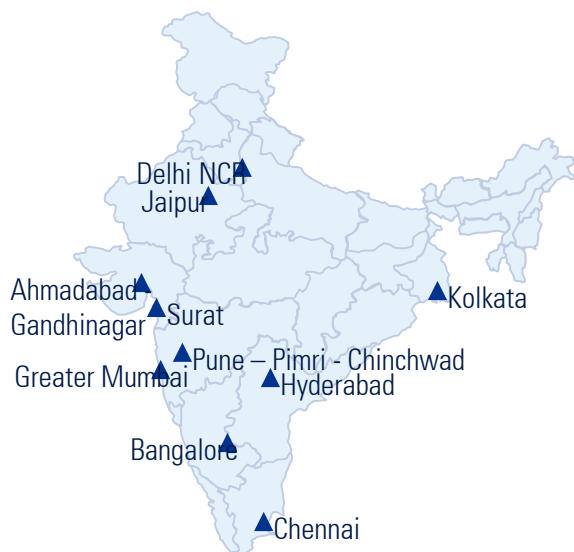 Delhi NCR
Jaipur
Ahmadabad
Gandhinagar
Surat
Kolkata
Pune – Pimri - Chinchwad
Greater Mumbai
Hyderabad
Bangalore
Chennai